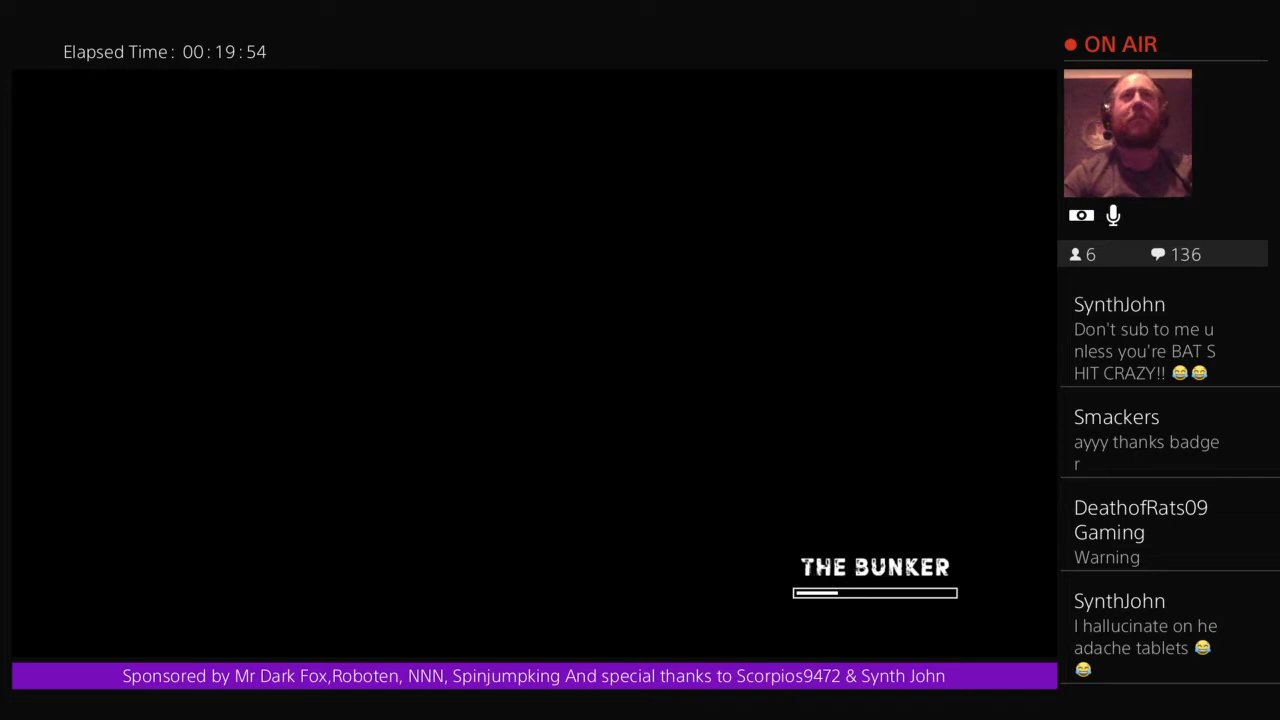 Elapsed Time: 00:19:54
ON AIR
6
136
SynthJohn
Don't sub to me u
nless you're BAT S
HIT CRAZY!! 😂😂
Smackers
ayyy thanks badge
r
DeathofRats09
Gaming
Warning
SynthJohn
I hallucinate on he
adache tablets 😂
😂
THE BUNKER
Sponsored by Mr Dark Fox,Roboten, NNN, Spinjumpking And special thanks to Scorpios9472 & Synth John